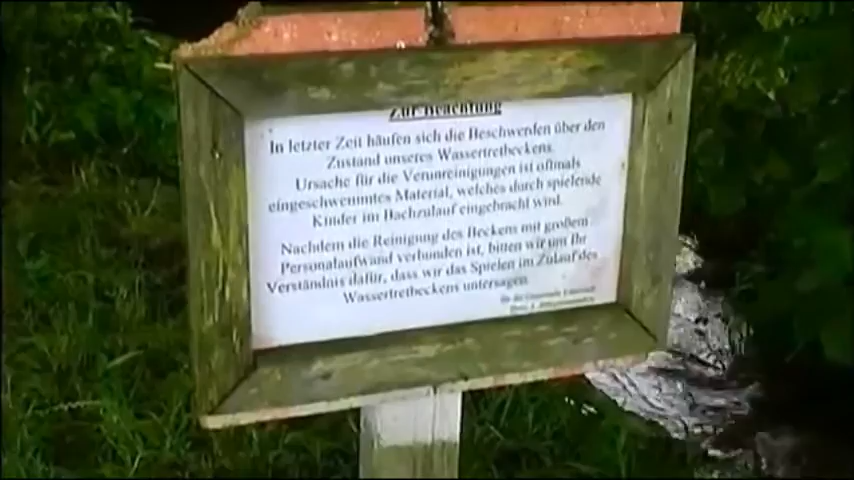 Zur Beachtung
In letzter Zeit häufen sich die Beschwerden über den
Zustand unseres Wassertretbeckens.
Ursache für die Verunreinigungen ist oftmals
eingeschwemmtes Material, welches durch spielende
Kinder im Bachzulauf eingebracht wird.
Nachdem die Reinigung des Beckens mit großem
Personalaufwand verbunden ist, bitten wir um Ihr
Verständnis dafür, dass wir das Spielen im Zulauf des
Wassertretbeckens untersagen.